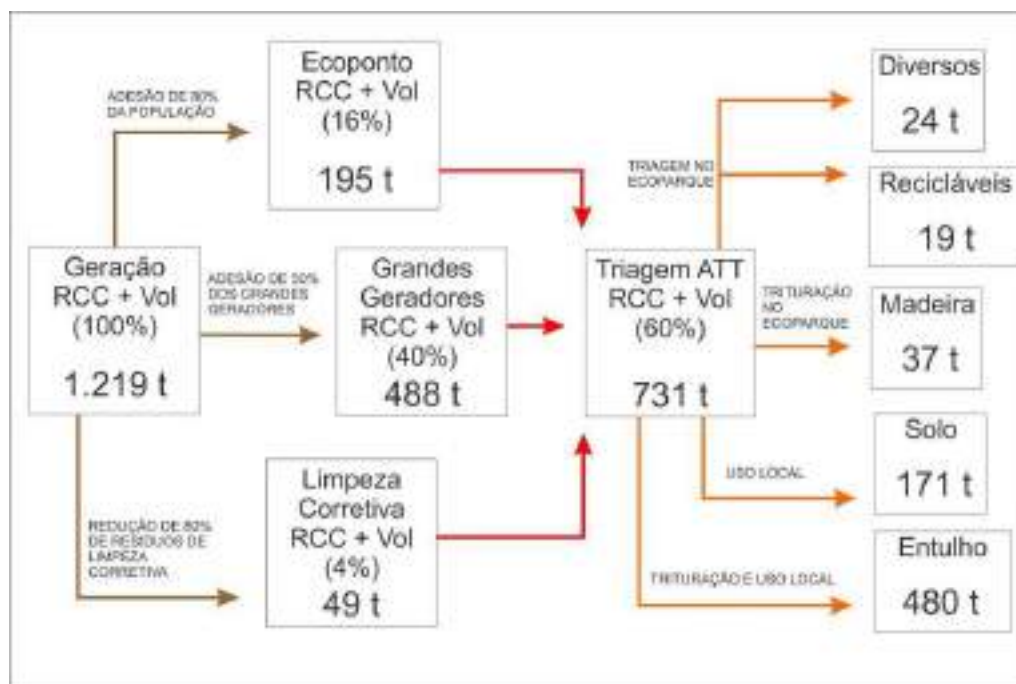 Ecoponto
RCC + Vol
(16%)
195 t
ADESÃO DE 80%
DA POPULAÇÃO
Diversos
24 t
TRIAGEM NO
ECOPARQUE
Recicláveis
19 t
Geração
RCC + Vol
(100%)
1.219 t
ADESÃO DE
DOS GRANDES
GERADORES
Grandes
Geradores
RCC + Vol
(40%)
488 t
Triagem ATT
RCC + Vol
(60%)
731 t
TRITURAÇÃO
NO
ECOPARQUE
Madeira
37 t
Solo
171 t
USO LOCAL
REDUÇÃO DE 80%
DE RESÍDUOS DE
LIMPEZA
CORRETIVA
Limpeza
Corretiva
RCC + Vol
(4%)
49 t
Entulho
480 t
TRITURAÇÃO E USO LOCAL